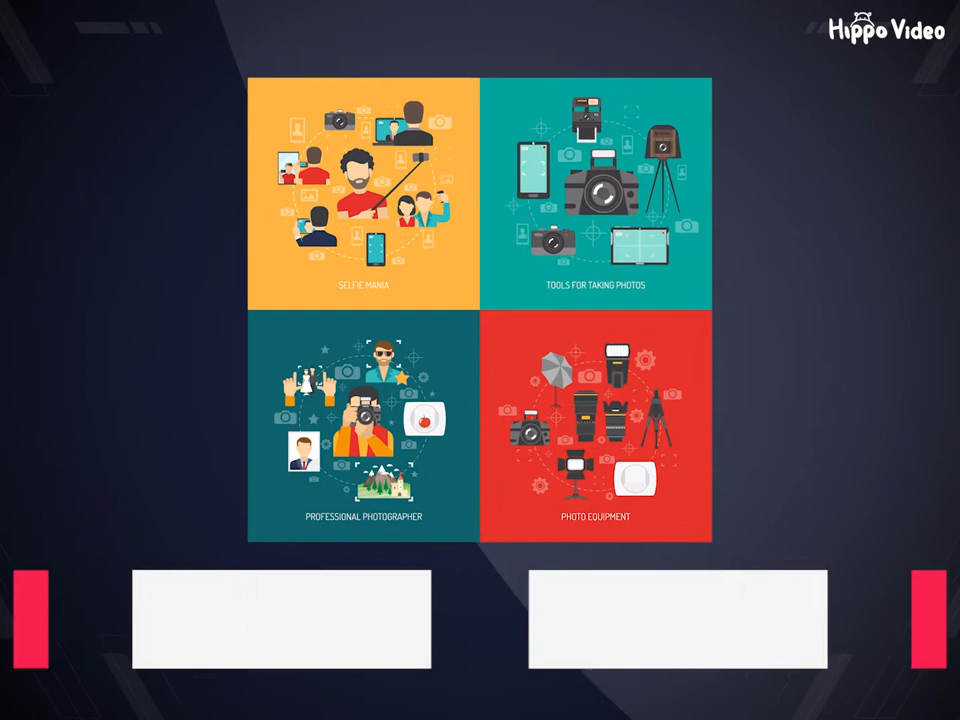 Hippo Video
SELFIE MANIA
TOOLS FOR TAKING PHOTOS
PROFESSIONAL PHOTOGRAPHER
PHOTO EQUIPMENT